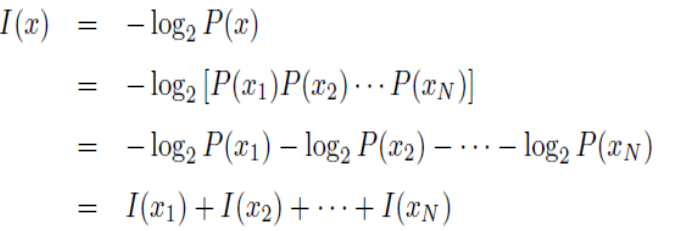 I(x) = −log₂ P(x)
= −log₂ [P(x₁)P(x₂)⋯P(x_N)]
= −log₂ P(x₁) − log₂ P(x₂) − ⋯ − log₂ P(x_N)
= I(x₁) + I(x₂) + ⋯ + I(x_N)